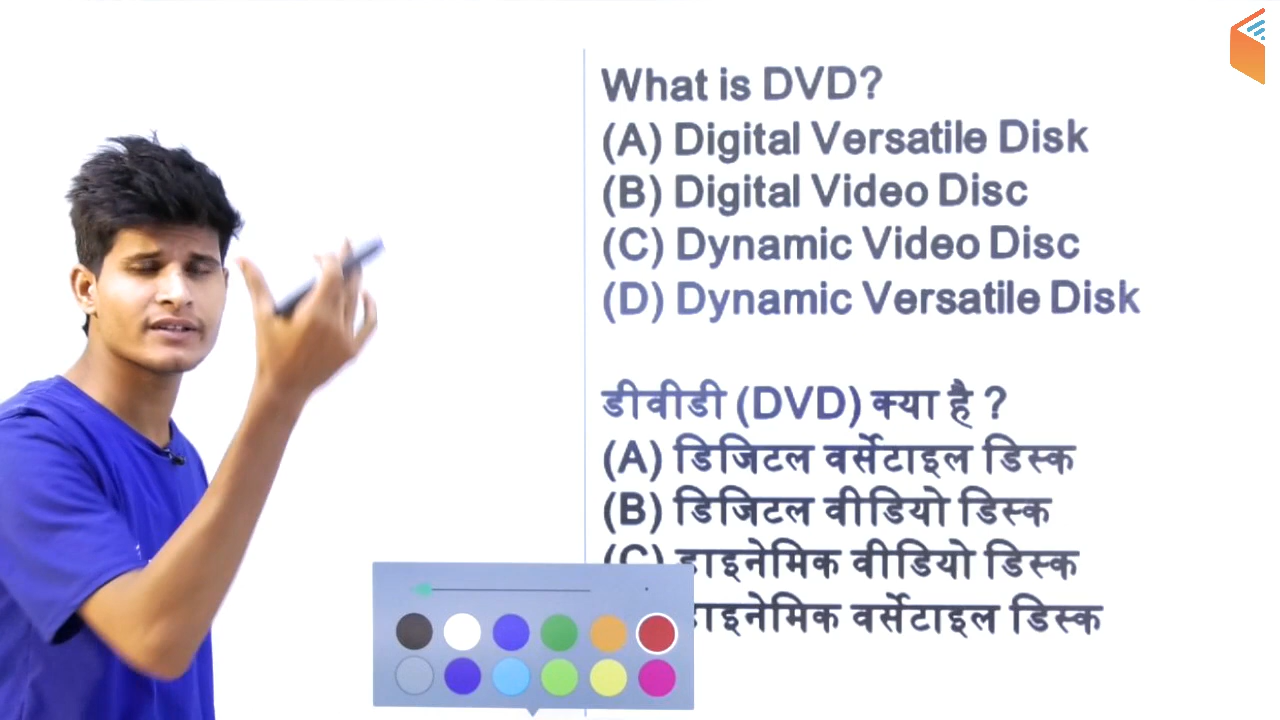 What is DVD?
(A) Digital Versatile Disk
(B) Digital Video Disc
(C) Dynamic Video Disc
(D) Dynamic Versatile Disk
डीवीडी (DVD) क्या है ?
(A) डिजिटल वर्सेटाइल डिस्क
(B) डिजिटल वीडियो डिस्क
(C) डाइनेमिक वीडियो डिस्क
डाइनेमिक वर्सेटाइल डिस्क